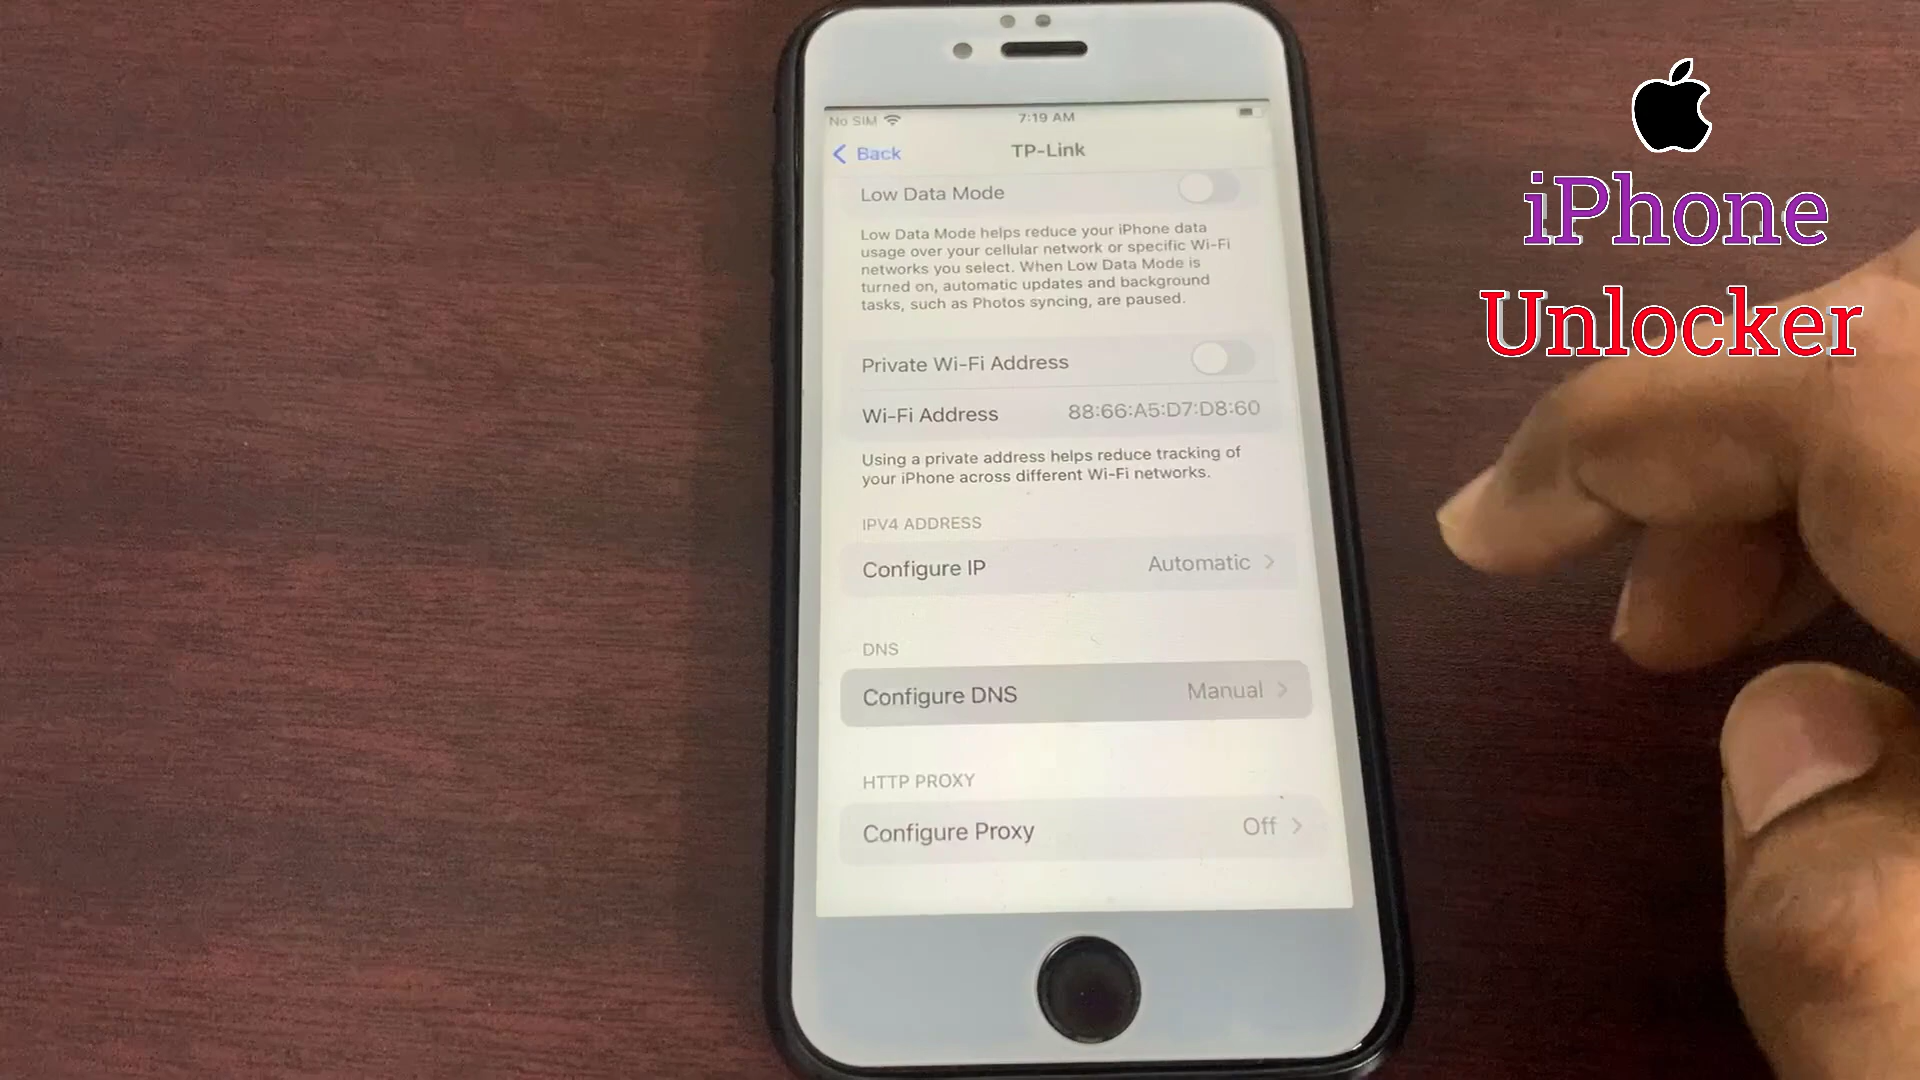 No SIM 7:19 AM
Back TP-Link
Low Data Mode
Low Data Mode helps reduce your iPhone data
usage over your cellular network or specific Wi-Fi
networks you select. When Low Data Mode is
turned on, automatic updates and background
tasks, such as Photos syncing, are paused.
Private Wi-Fi Address
Wi-Fi Address 88:66:A5:D7:D8:60
Using a private address helps reduce tracking of
your iPhone across different Wi-Fi networks.
IPV4 ADDRESS
Configure IP Automatic
DNS
Configure DNS Manual
HTTP PROXY
Configure Proxy Off
iPhone
Unlocker